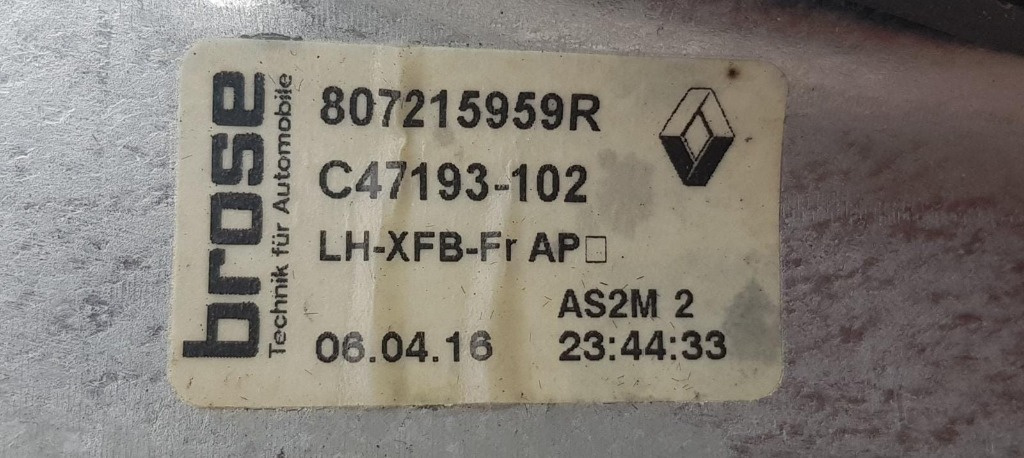 brose
Technik für Automobile
807215959R
C47193-102
LH-XFB-Fr AP□
AS2M 2
06.04.16 23:44:33